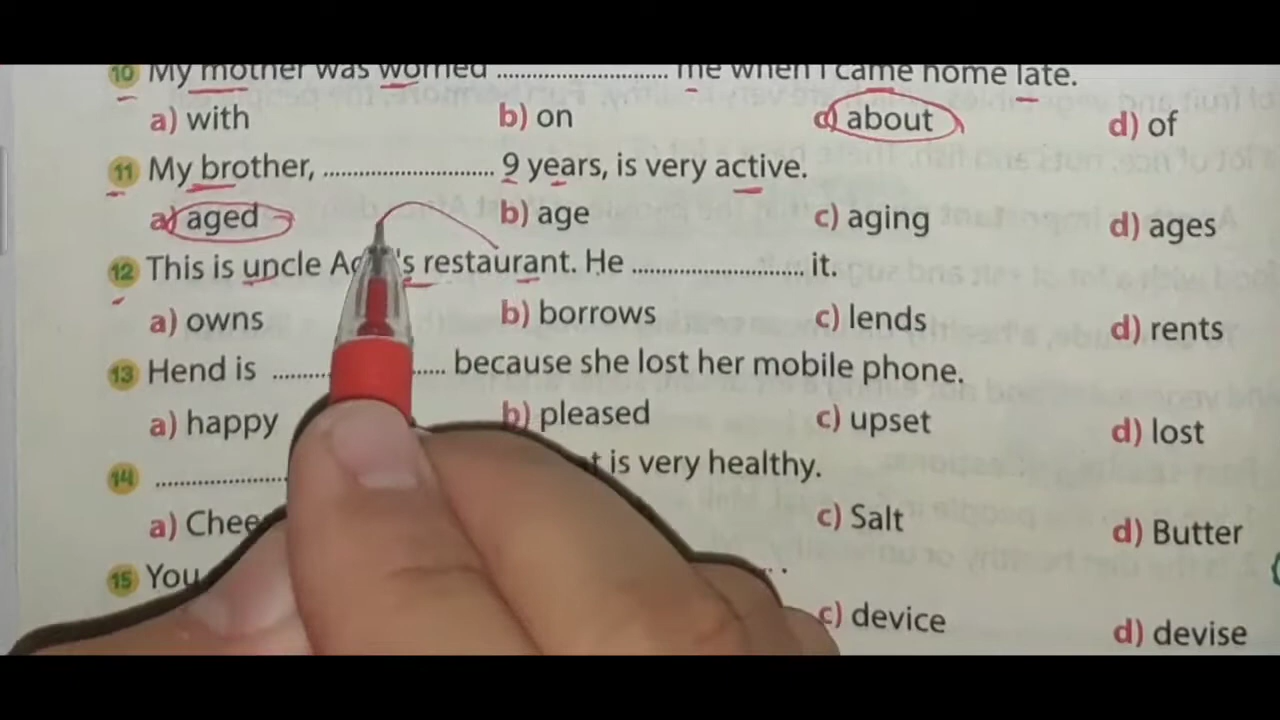 10 My mother was worried ........................ me when I came home late.
a) with b) on c) about d) of
11 My brother, ........................ 9 years, is very active.
a) aged b) age c) aging d) ages
12 This is uncle restaurant. He ........................ it.
a) owns b) borrows c) lends d) rents
13 Hend is ........................ because she lost her mobile phone.
a) happy b) pleased c) upset d) lost
14 ........................ is very healthy.
a) c) Salt d) Butter
15 You
c) device d) devise